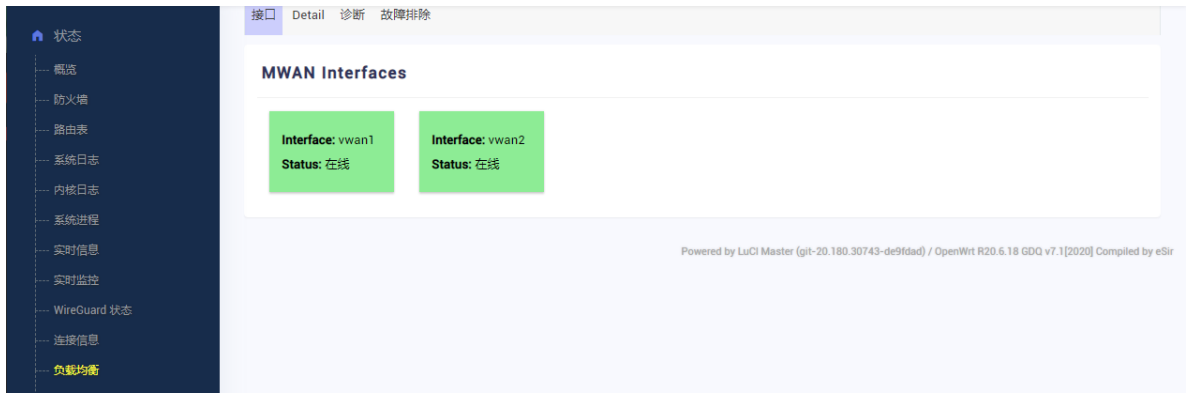 状态
概览
防火墙
路由表
系统日志
内核日志
系统进程
实时信息
实时监控
WireGuard 状态
连接信息
负载均衡
接口 Detail 诊断 故障排除
MWAN Interfaces
Interface: vwan1
Status: 在线
Interface: vwan2
Status: 在线
Powered by LuCI Master (git-20.180.30743-de9fdad) / OpenWrt R20.6.18 GDQ v7.1[2020] Compiled by eSir